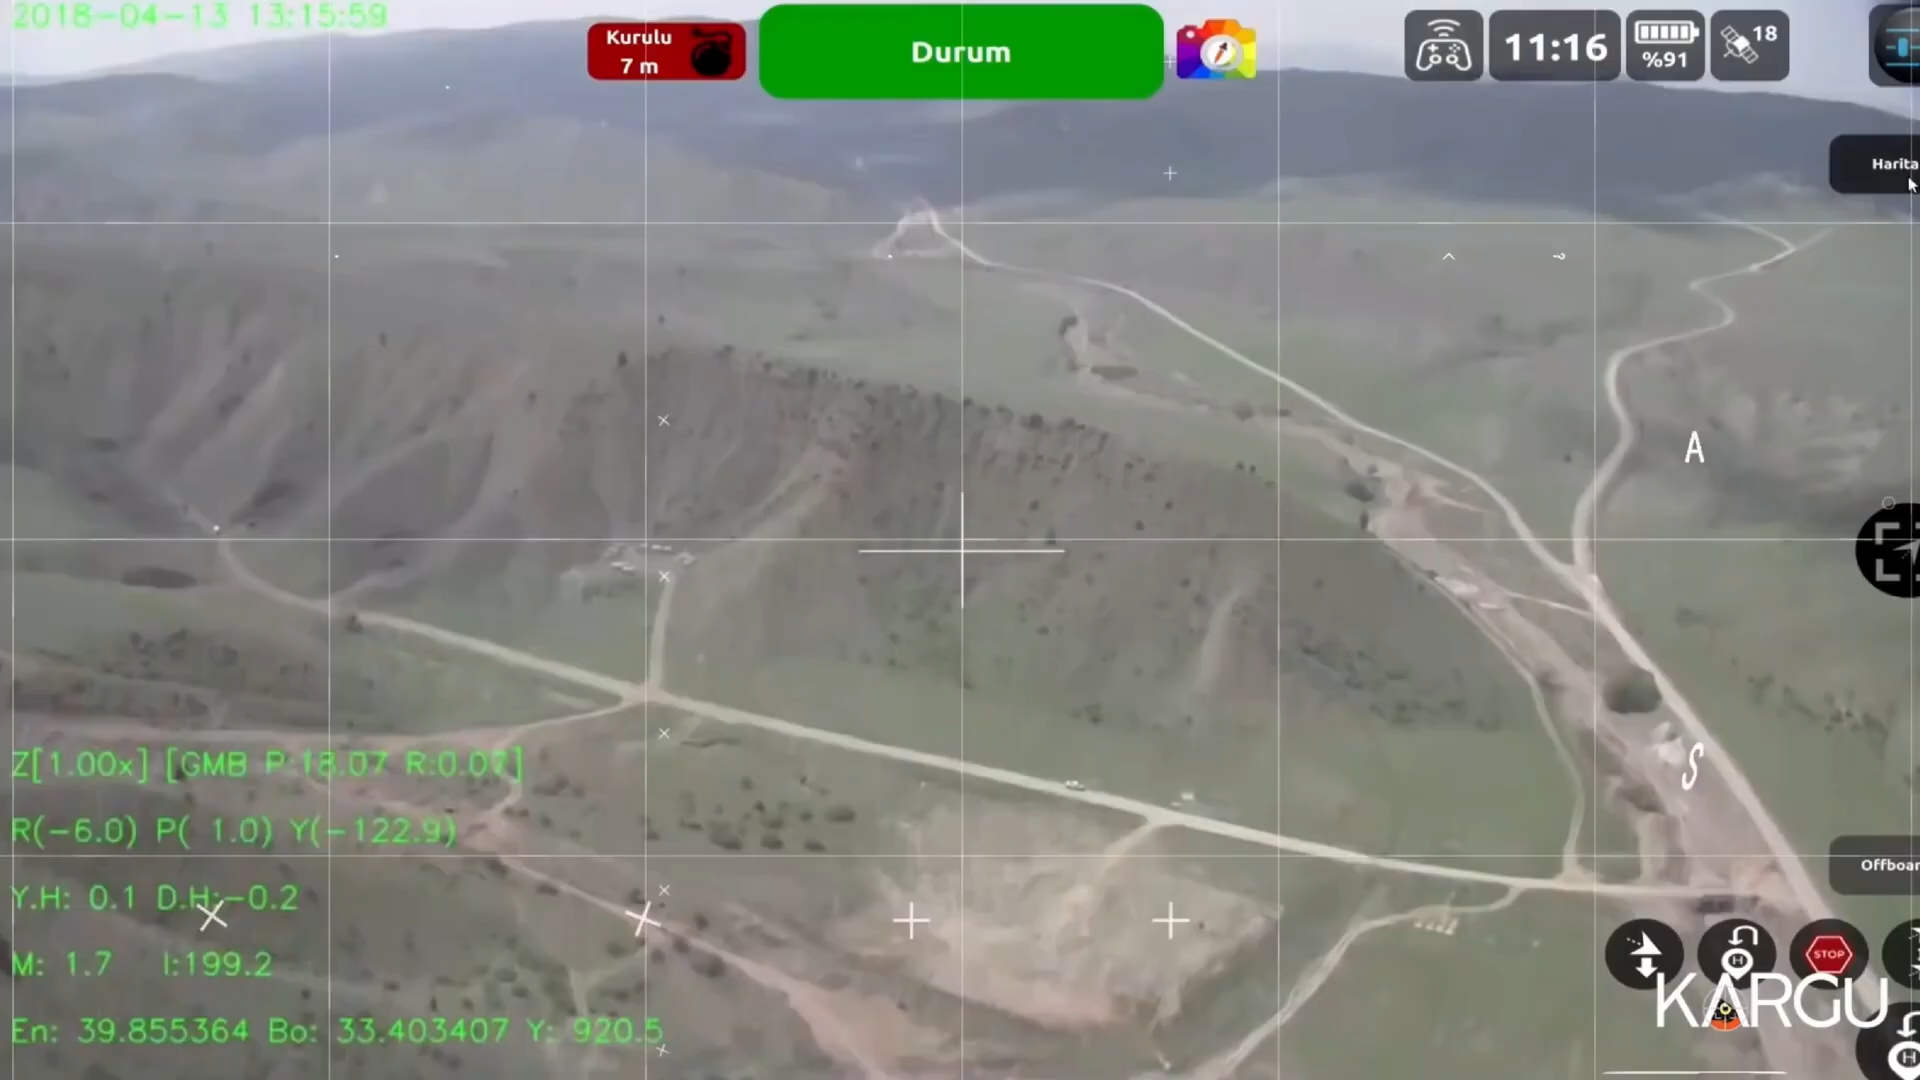 2018-04-13 13:15:59
Kurulu
7 m
Durum
11:16
%91
18
Harita
A
S
Z[1.00x] [GMB P:18.07 R:0.07]
R(-6.0) P( 1.0) Y(-122.9)
Y.H: 0.1 D.H:-0.2
M: 1.7 I:199.2
En: 39.855364 Bo: 33.403407 Y: 920.5
Offboar
H
STOP
KARGU
H